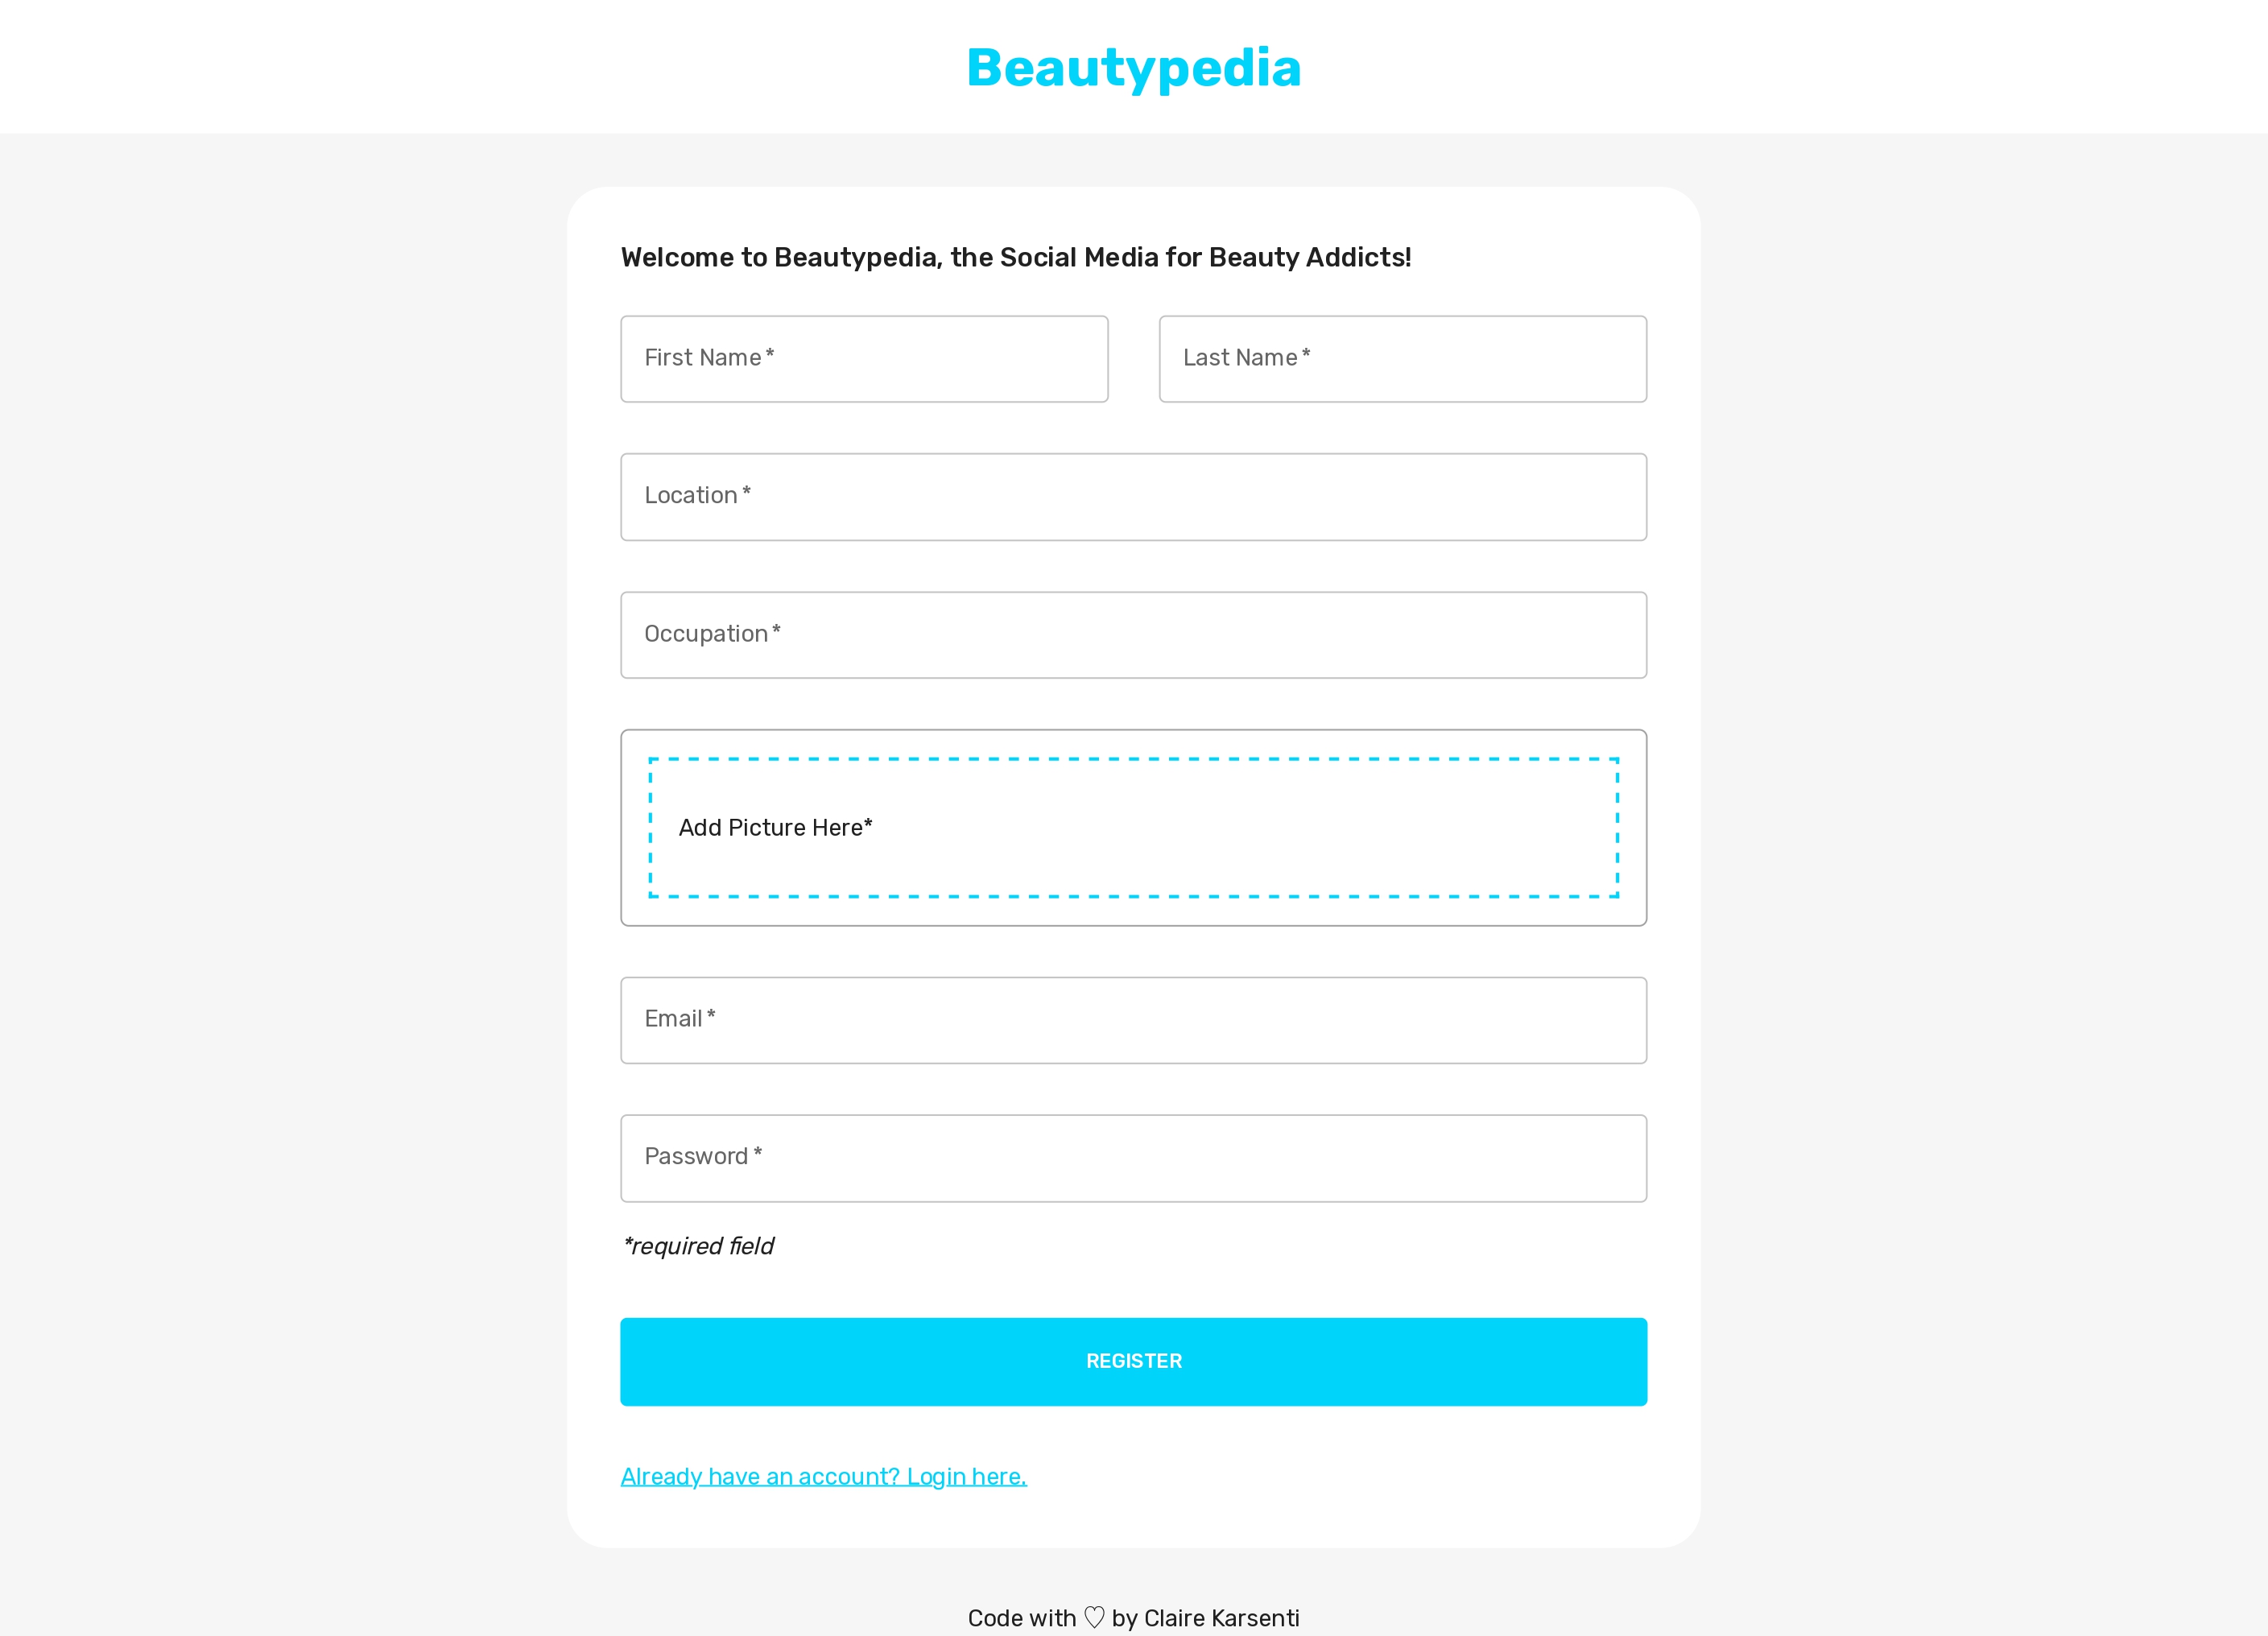 Beautypedia
Welcome to Beautypedia, the Social Media for Beauty Addicts!
First Name *
Last Name *
Location *
Occupation *
Add Picture Here*
Email *
Password *
*required field
REGISTER
Already have an account? Login here.
Code with ♡ by Claire Karsenti